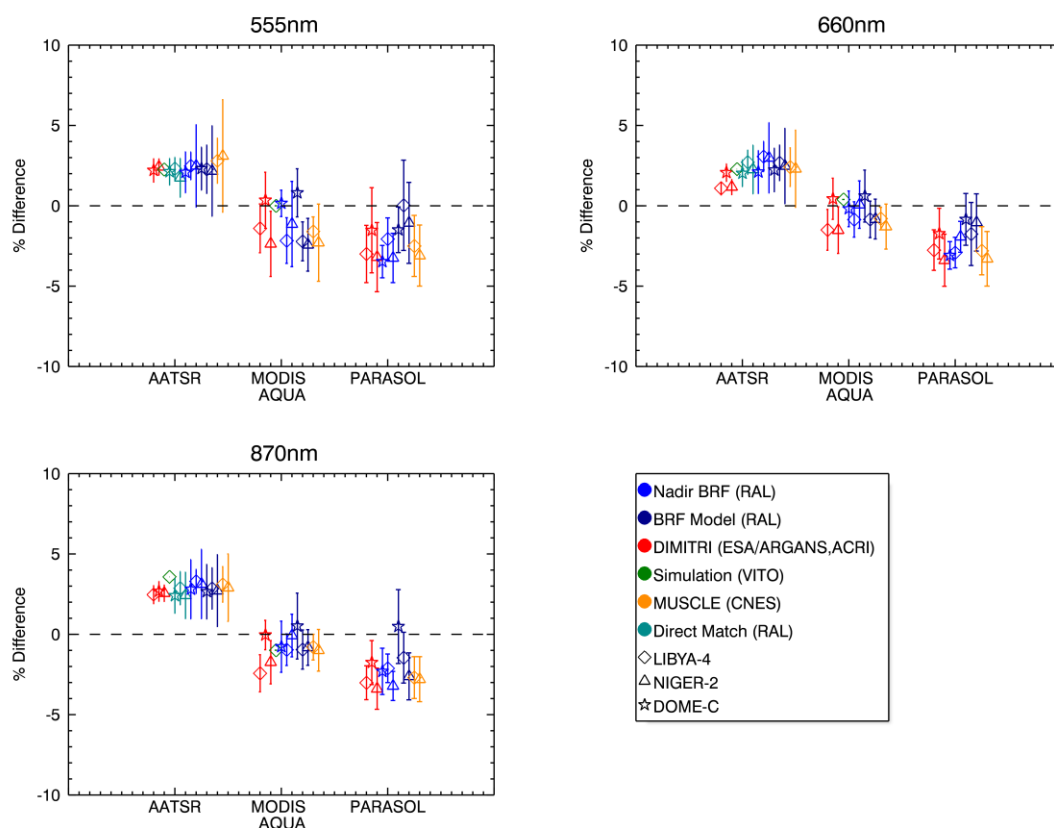 555nm
10
5
0
-5
-10
% Difference
AATSR
MODIS
AQUA
PARASOL
660nm
10
5
0
-5
-10
% Difference
AATSR
MODIS
AQUA
PARASOL
870nm
10
5
0
-5
-10
% Difference
AATSR
MODIS
AQUA
PARASOL
Nadir BRF (RAL)
BRF Model (RAL)
DIMITRI (ESA/ARGANS,ACRI)
Simulation (VITO)
MUSCLE (CNES)
Direct Match (RAL)
LIBYA-4
NIGER-2
DOME-C